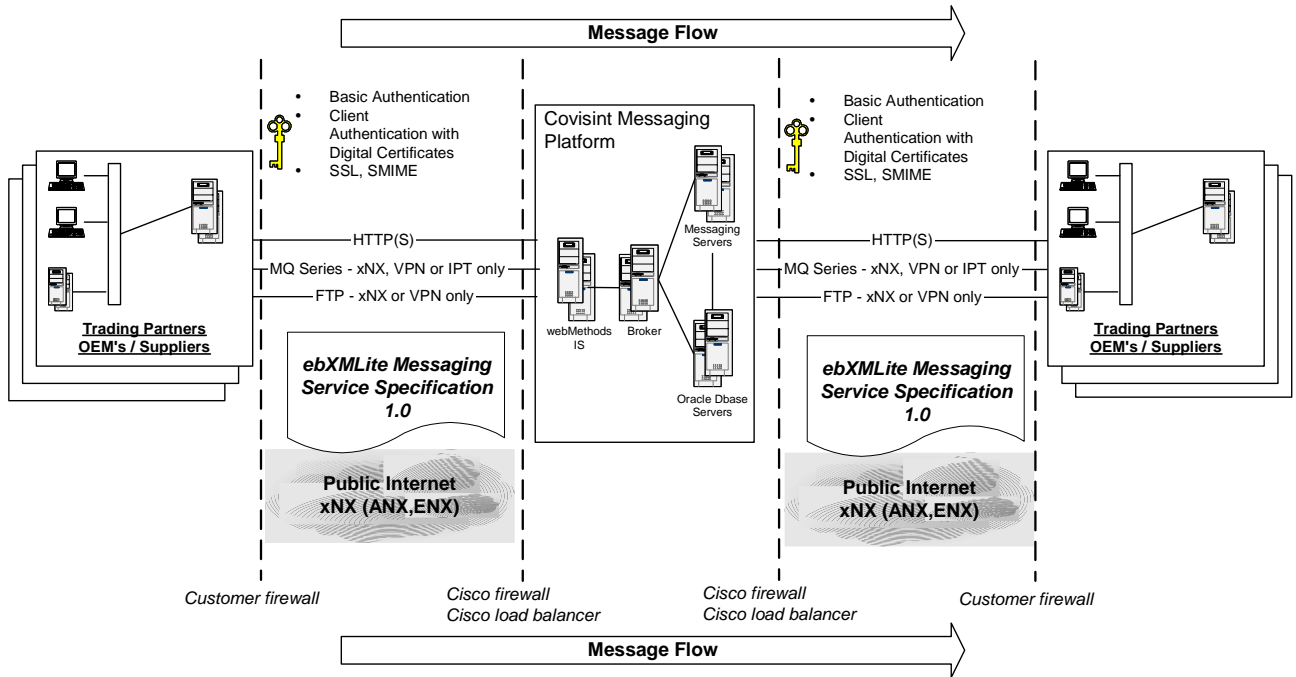 Message Flow
• Basic Authentication
• Client
Authentication with
Digital Certificates
• SSL, SMIME
Covisint Messaging
Platform
• Basic Authentication
• Client
Authentication with
Digital Certificates
• SSL, SMIME
Trading Partners
OEM's / Suppliers
HTTP(S)
MQ Series - xNX, VPN or IPT only
FTP - xNX or VPN only
webMethods
IS
Broker
Messaging
Servers
Oracle Dbase
Servers
HTTP(S)
MQ Series - xNX, VPN or IPT only
FTP - xNX or VPN only
Trading Partners
OEM's / Suppliers
ebXMLite Messaging
Service Specification
1.0
ebXMLite Messaging
Service Specification
1.0
Public Internet
xNX (ANX,ENX)
Public Internet
xNX (ANX,ENX)
Customer firewall
Cisco firewall
Cisco load balancer
Cisco firewall
Cisco load balancer
Customer firewall
Message Flow